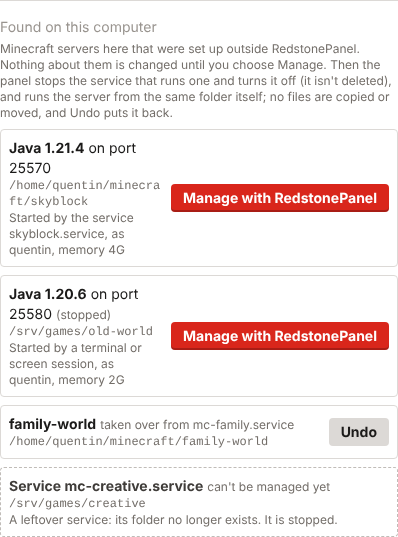 Found on this computer
Minecraft servers here that were set up outside RedstonePanel.
Nothing about them is changed until you choose Manage. Then the
panel stops the service that runs one and turns it off (it isn't deleted),
and runs the server from the same folder itself; no files are copied or
moved, and Undo puts it back.
Java 1.21.4 on port
25570
/home/quentin/minecra
ft/skyblock
Started by the service
skyblock.service, as
quentin, memory 4G
Manage with RedstonePanel
Java 1.20.6 on port
25580 (stopped)
/srv/games/old-world
Started by a terminal or
screen session, as
quentin, memory 2G
Manage with RedstonePanel
family-world taken over from mc-family.service
/home/quentin/minecraft/family-world
Undo
Service mc-creative.service can't be managed yet
/srv/games/creative
A leftover service: its folder no longer exists. It is stopped.